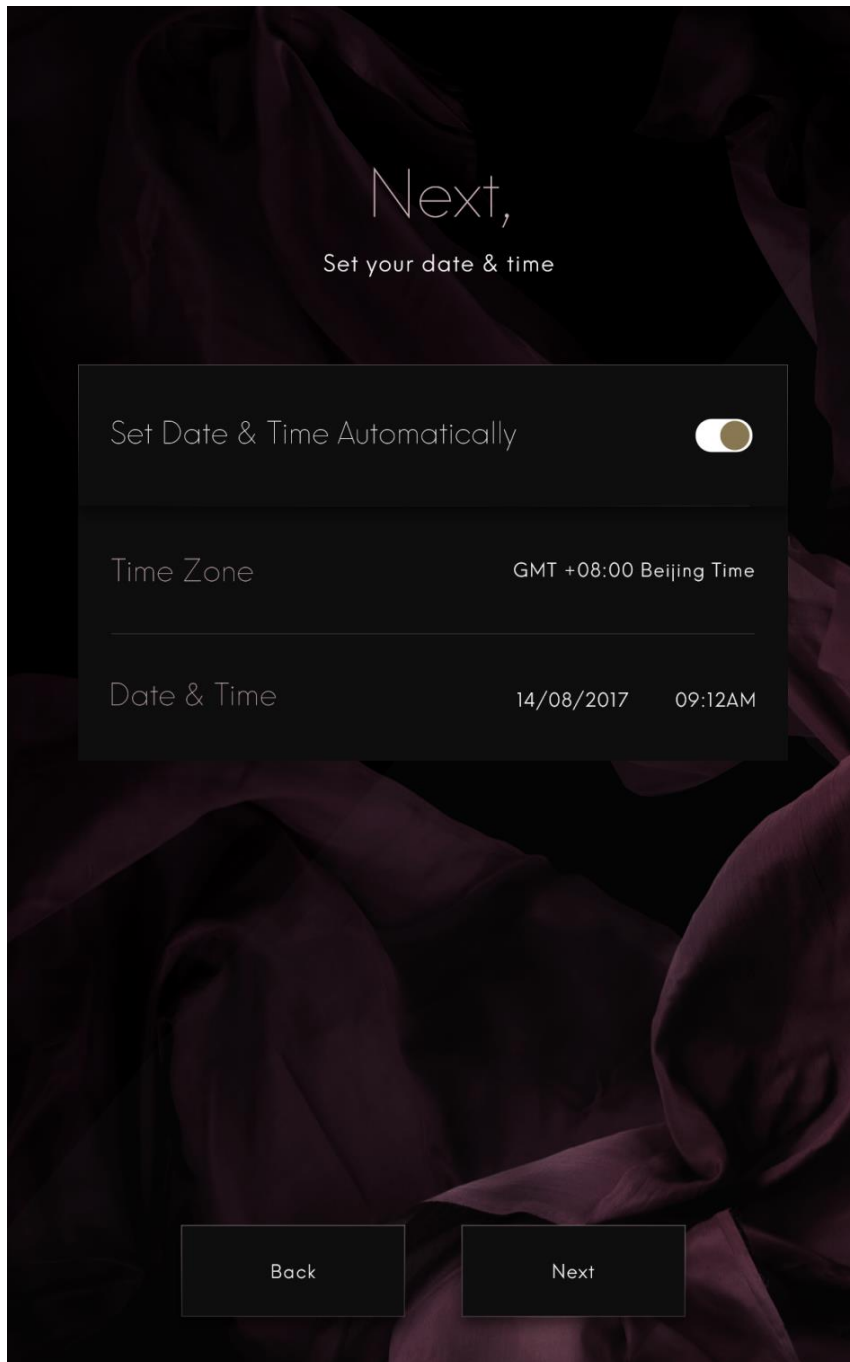 Next,
Set your date & time
Set Date & Time Automatically
Time Zone GMT +08:00 Beijing Time
Date & Time 14/08/2017 09:12AM
Back Next